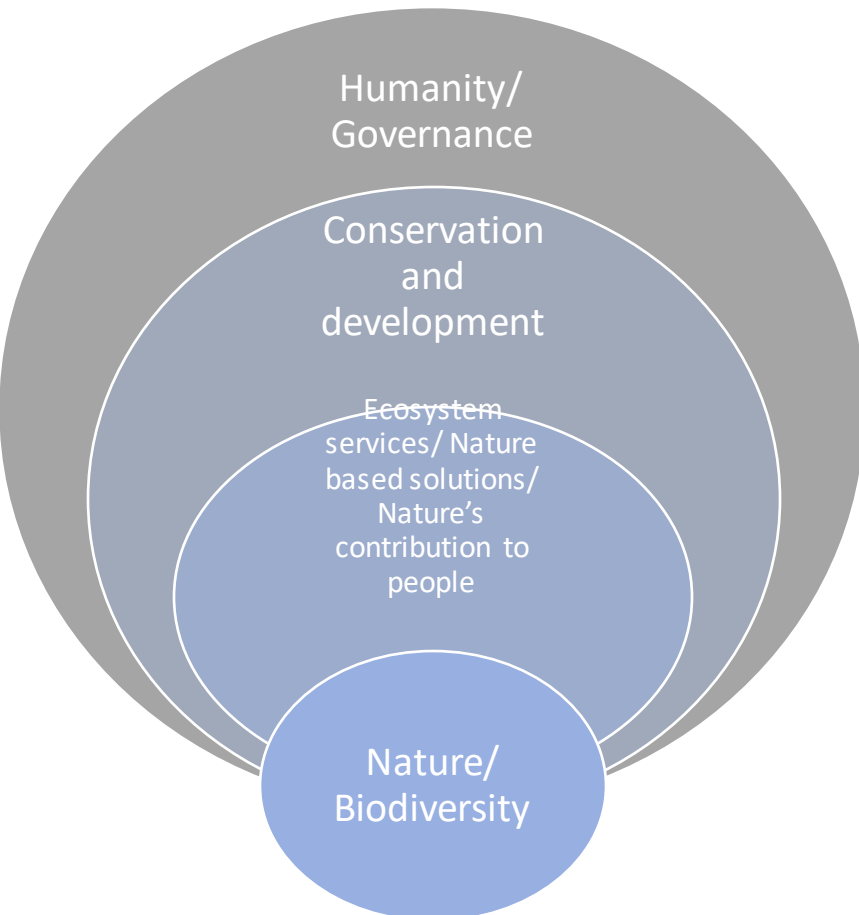 Humanity/
Governance
Conservation
and
development
Ecosystem
services/ Nature
based solutions/
Nature’s
contribution to
people
Nature/
Biodiversity